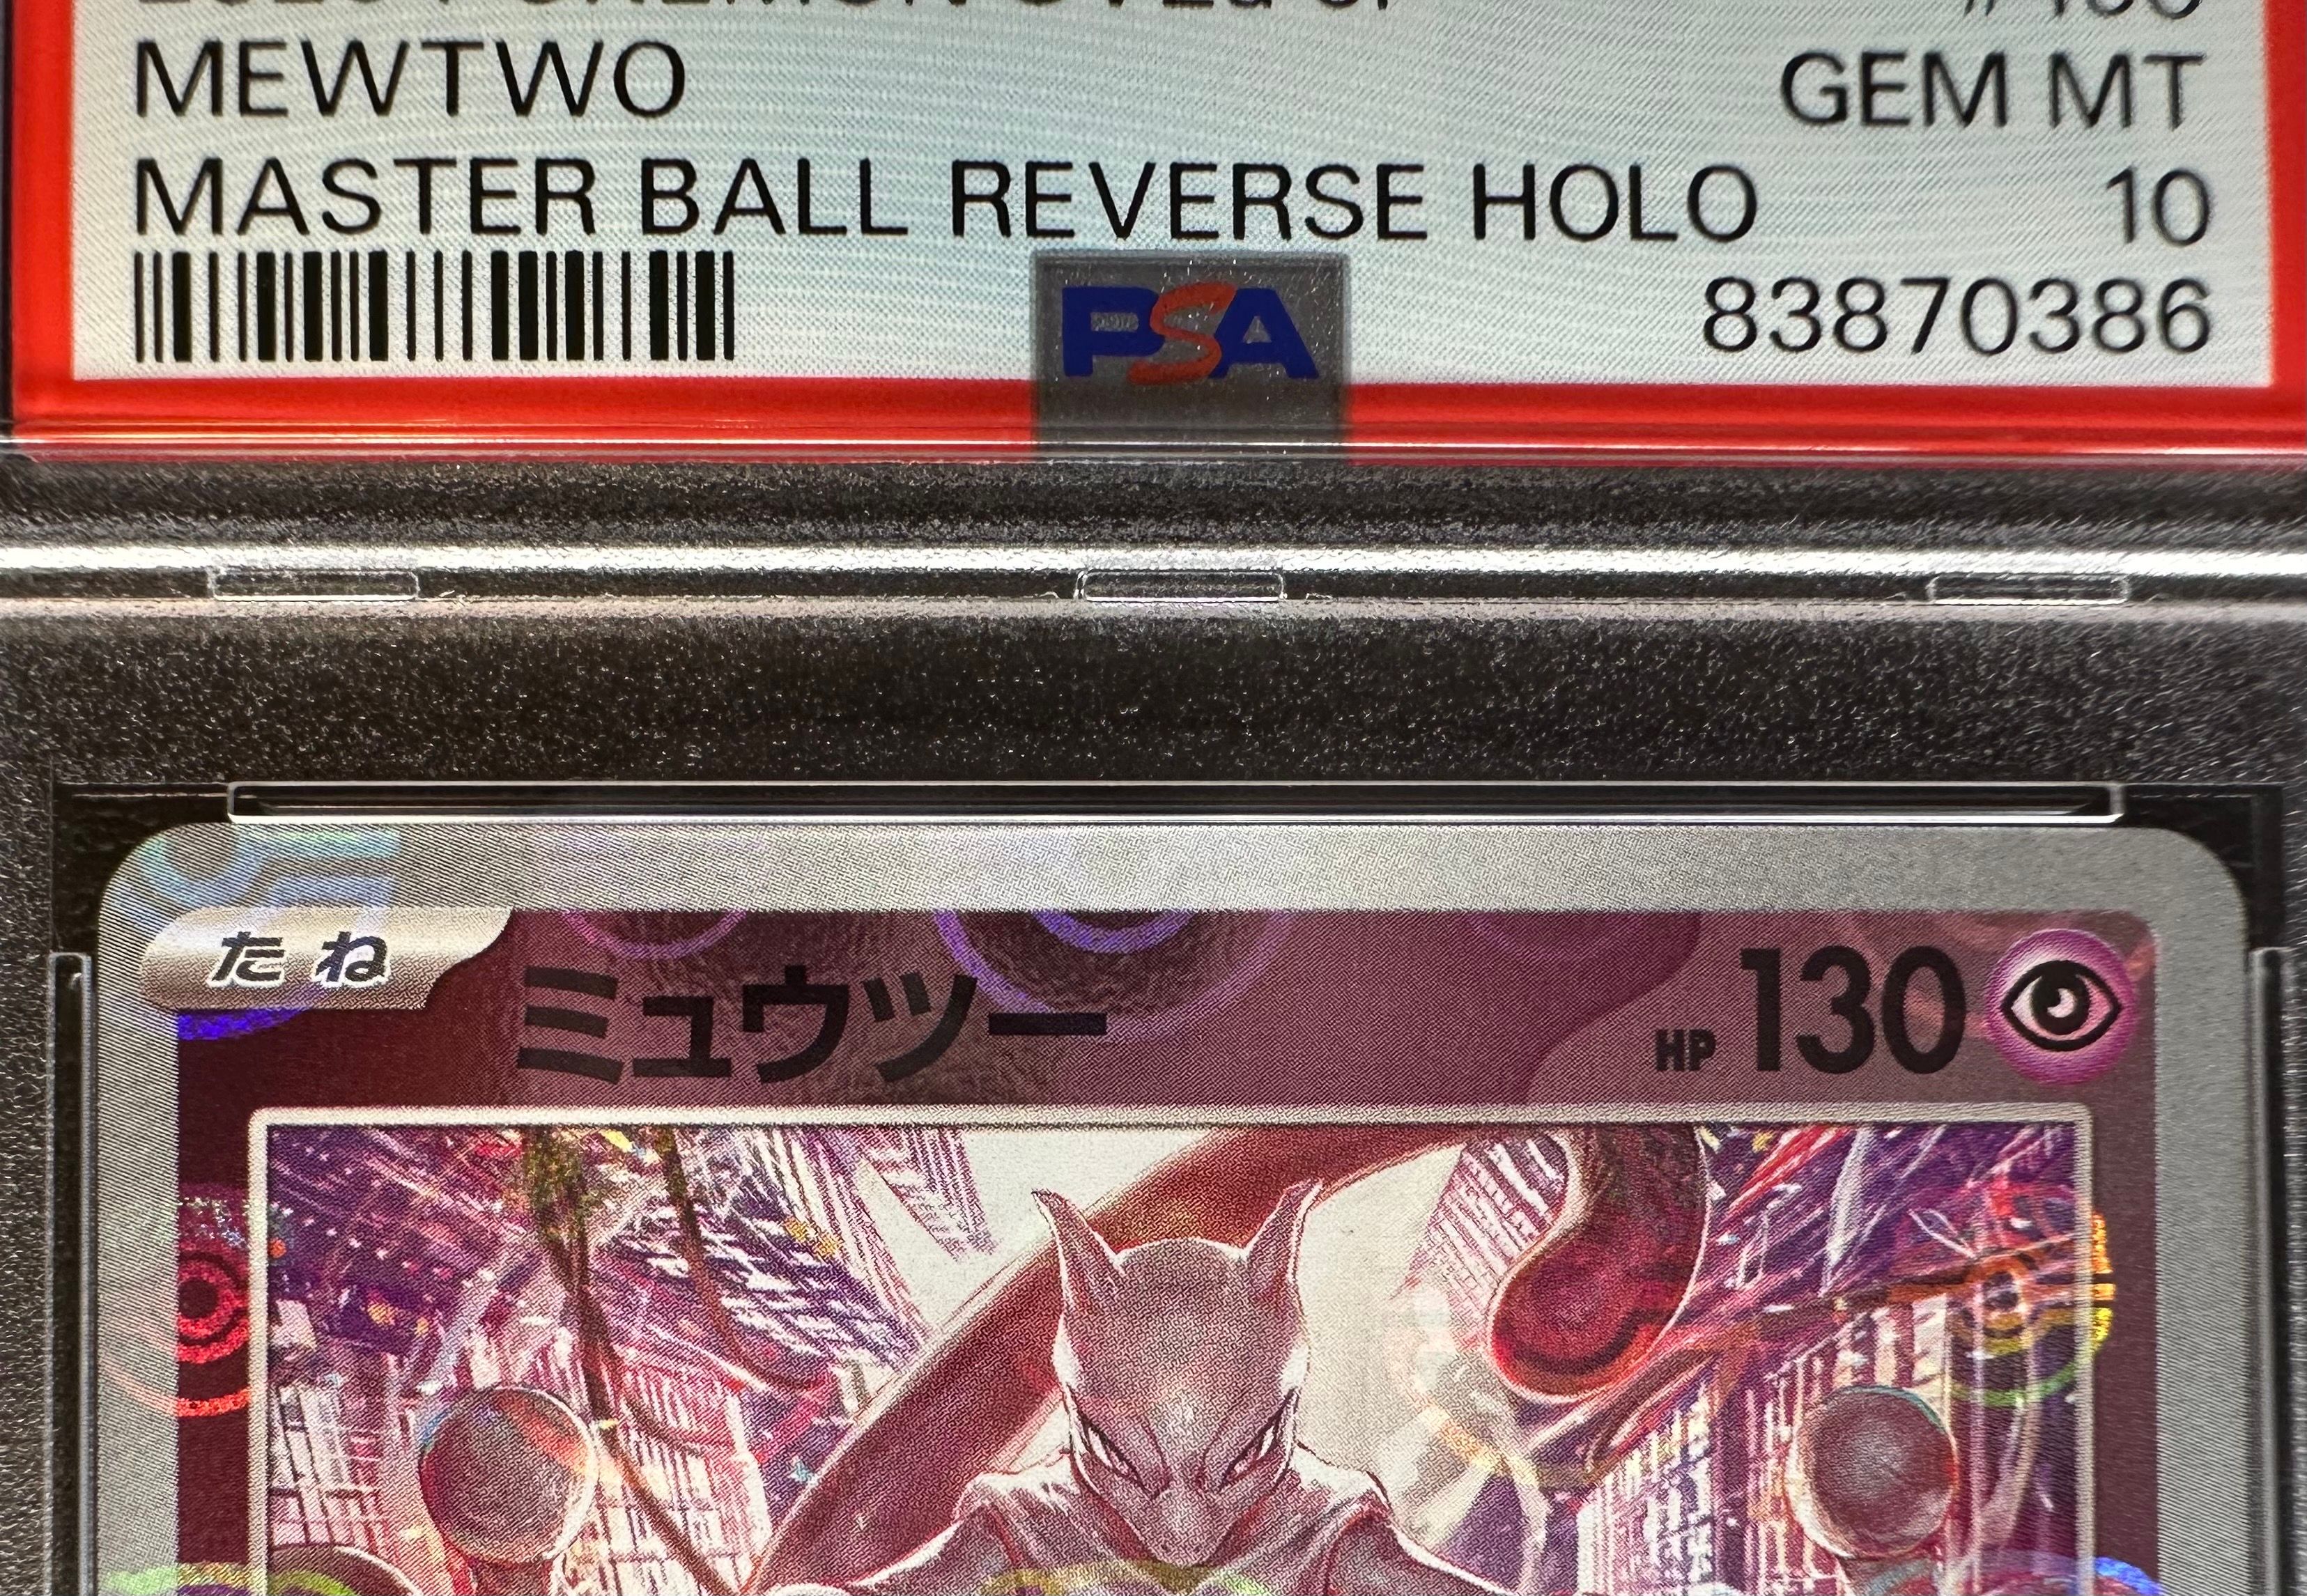 MEWTWO
GEM MT
MASTER BALL REVERSE HOLO
10
PSA
83870386
たね
ミュウツー
HP 130